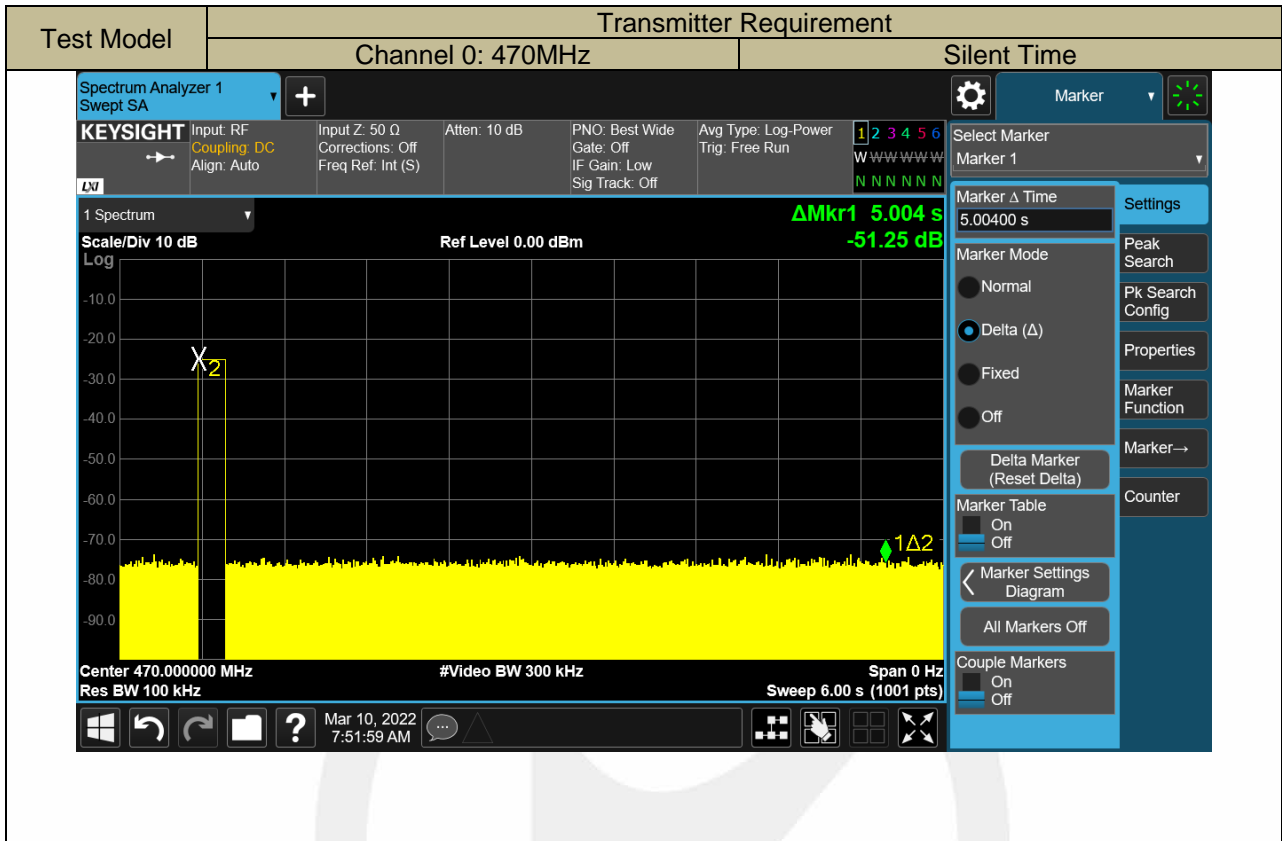 Test Model
Transmitter Requirement
Channel 0: 470MHz
Silent Time
Spectrum Analyzer 1
Swept SA
+
Marker
KEYSIGHT
LXI
Input: RF
Coupling: DC
Align: Auto
Input Z: 50 Ω
Corrections: Off
Freq Ref: Int (S)
Atten: 10 dB
PNO: Best Wide
Gate: Off
IF Gain: Low
Sig Track: Off
Avg Type: Log-Power
Trig: Free Run
1 2 3 4 5 6
W W W W W W
N N N N N N
Select Marker
Marker 1
1 Spectrum
ΔMkr1 5.004 s
Scale/Div 10 dB
Ref Level 0.00 dBm
-51.25 dB
Log
-10.0
-20.0
-30.0
-40.0
-50.0
-60.0
-70.0
-80.0
-90.0
X2
1Δ2
Center 470.000000 MHz
#Video BW 300 kHz
Span 0 Hz
Res BW 100 kHz
Sweep 6.00 s (1001 pts)
Marker Δ Time
5.00400 s
Marker Mode
Normal
Delta (Δ)
Fixed
Off
Delta Marker
(Reset Delta)
Marker Table
On
Off
Marker Settings
Diagram
All Markers Off
Couple Markers
On
Off
Settings
Peak
Search
Pk Search
Config
Properties
Marker
Function
Marker→
Counter
?
Mar 10, 2022
7:51:59 AM